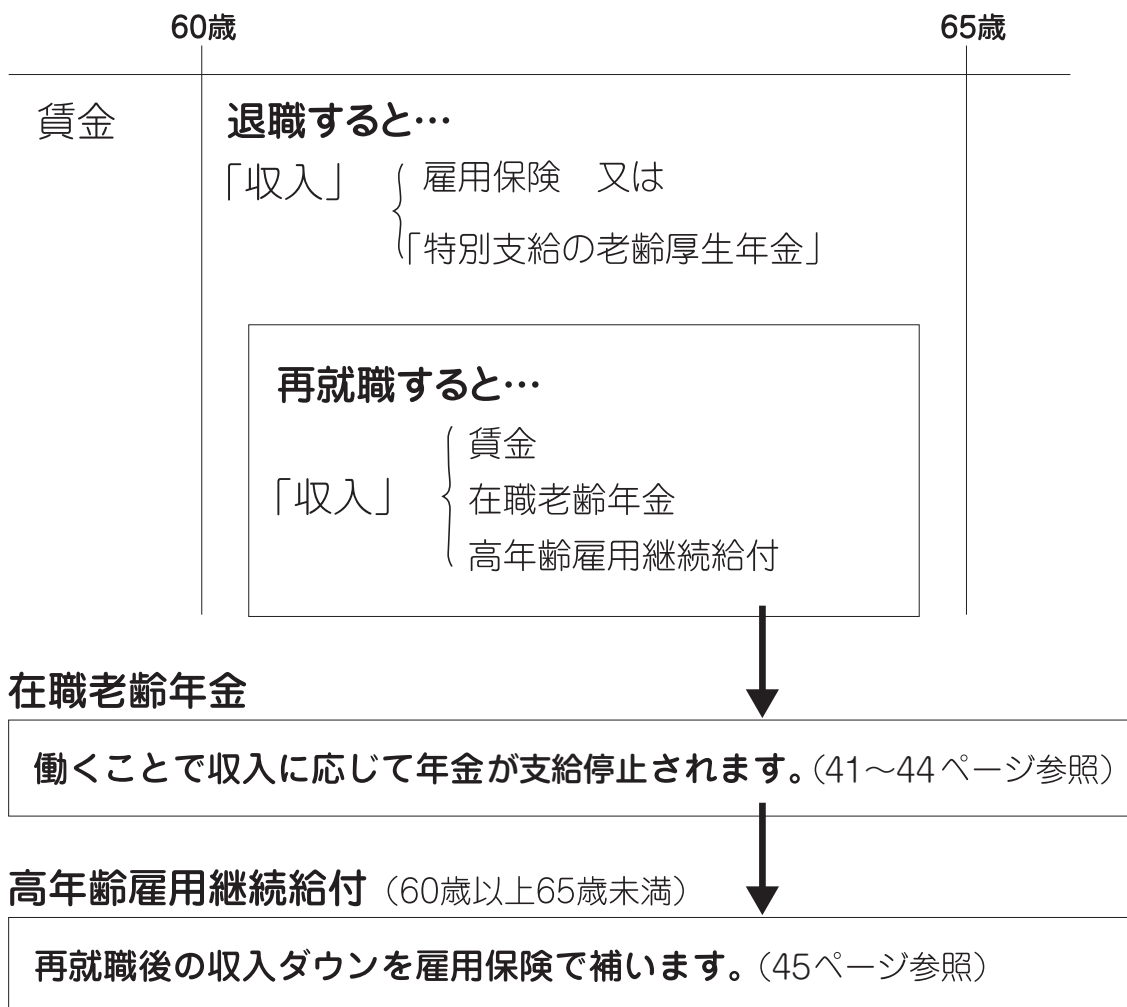 60歳 65歳
賃金 退職すると…
「収入」 雇用保険 又は
「特別支給の老齢厚生年金」
再就職すると…
賃金
「収入」 在職老齢年金
高年齢雇用継続給付
在職老齢年金
働くことで収入に応じて年金が支給停止されます。(41〜44ページ参照)
高年齢雇用継続給付(60歳以上65歳未満)
再就職後の収入ダウンを雇用保険で補います。(45ページ参照)